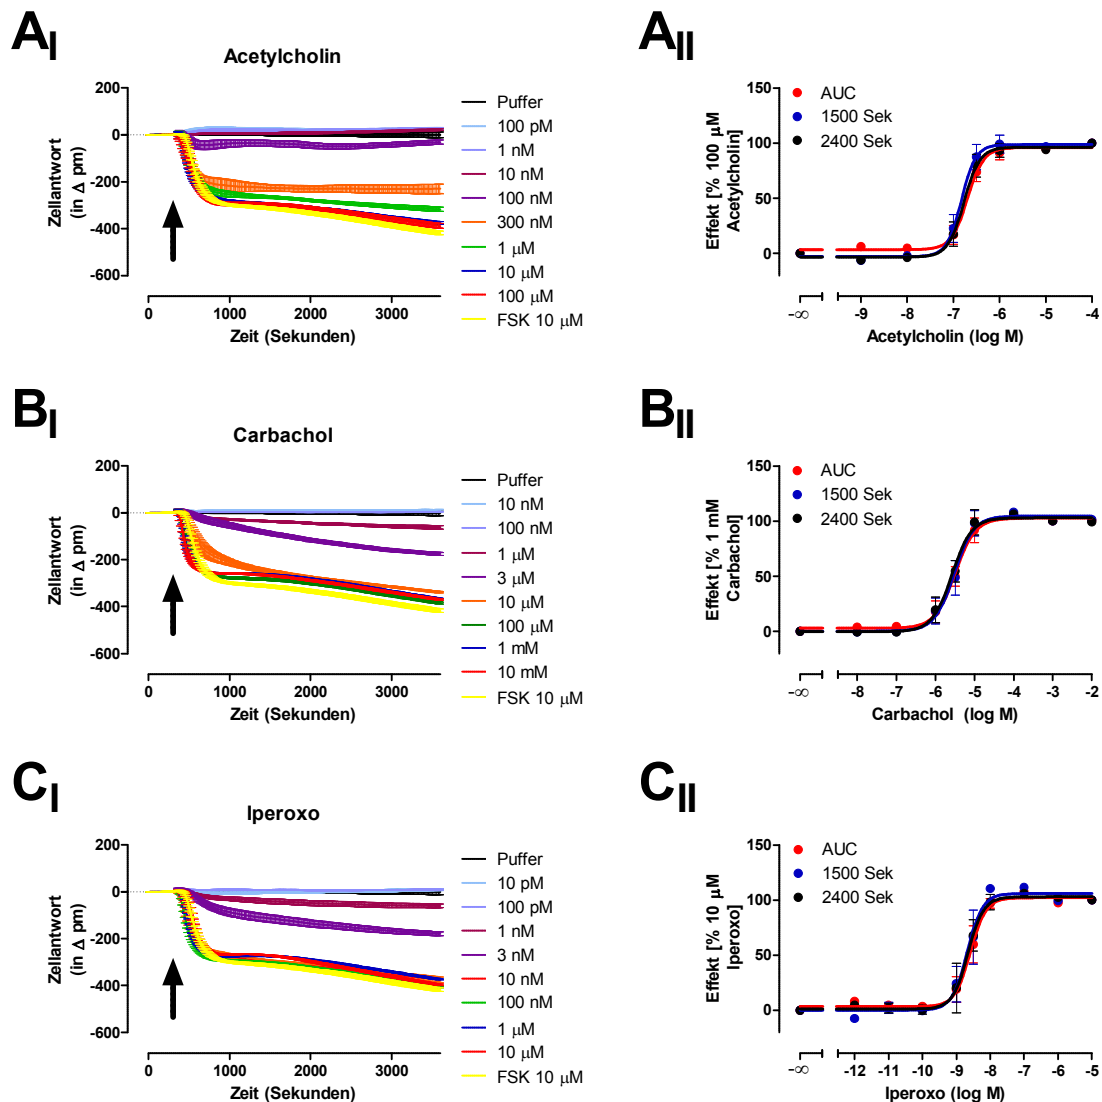 AI
Acetylcholin
200
0
-200
-400
-600
Zellantwort
(in Δ pm)
0
1000
2000
3000
Zeit (Sekunden)
Puffer
100 pM
1 nM
10 nM
100 nM
300 nM
1 μM
10 μM
100 μM
FSK 10 μM
AII
150
100
50
0
Effekt [% 100 μM
Acetylcholin]
AUC
1500 Sek
2400 Sek
-∞
-9
-8
-7
-6
-5
-4
Acetylcholin (log M)
BI
Carbachol
200
0
-200
-400
-600
Zellantwort
(in Δ pm)
0
1000
2000
3000
Zeit (Sekunden)
Puffer
10 nM
100 nM
1 μM
3 μM
10 μM
100 μM
1 mM
10 mM
FSK 10 μM
BII
150
100
50
0
Effekt [% 1 mM
Carbachol]
AUC
1500 Sek
2400 Sek
-∞
-8
-7
-6
-5
-4
-3
-2
Carbachol (log M)
CI
Iperoxo
200
0
-200
-400
-600
Zellantwort
(in Δ pm)
0
1000
2000
3000
Zeit (Sekunden)
Puffer
10 pM
100 pM
1 nM
3 nM
10 nM
100 nM
1 μM
10 μM
FSK 10 μM
CII
150
100
50
0
Effekt [% 10 μM
Iperoxo]
AUC
1500 Sek
2400 Sek
-∞
-12
-11
-10
-9
-8
-7
-6
-5
Iperoxo (log M)